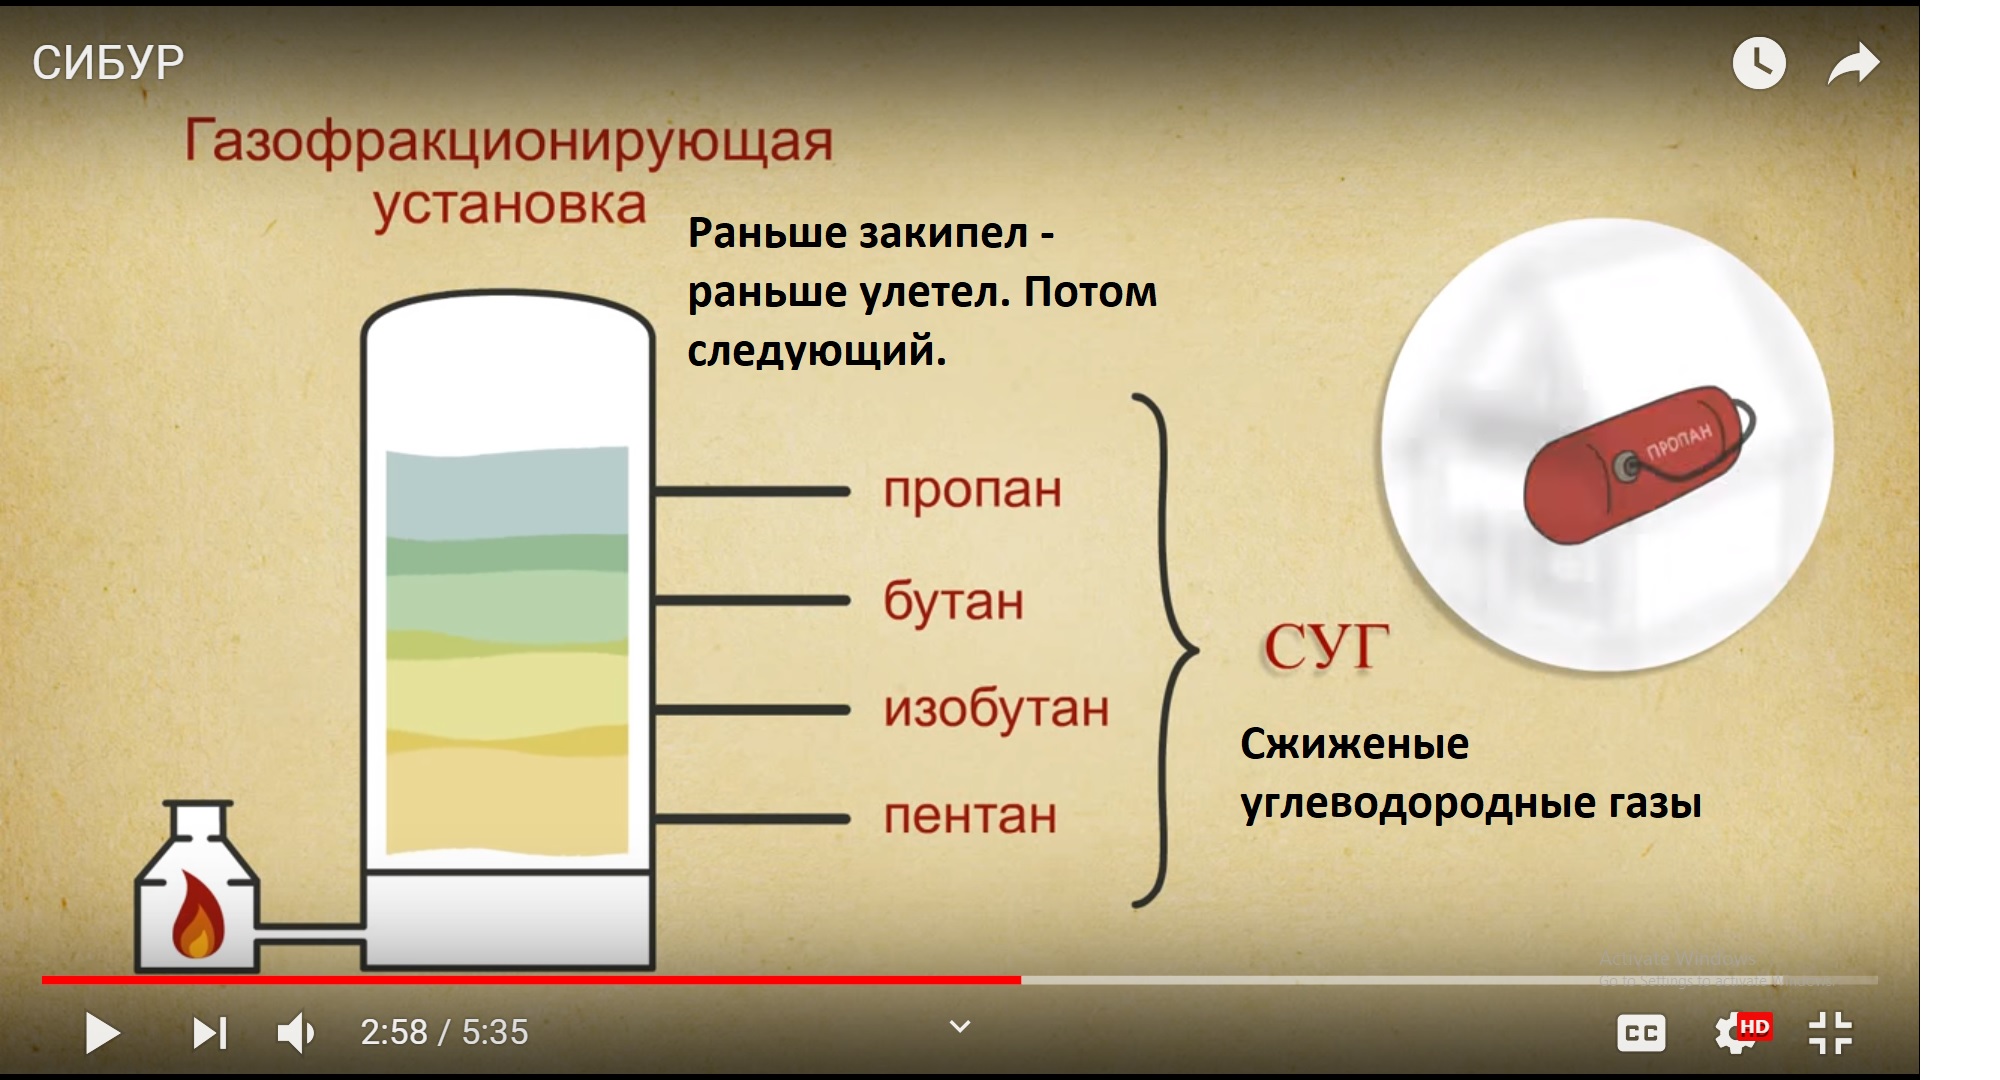 СИБУР
Газофракционирующая
установка
Раньше закипел -
раньше улетел. Потом
следующий.
ПРОПАН
пропан
бутан
изобутан
пентан
СУГ
Сжиженые
углеводородные газы
Activate Windows
Go to Settings to activate Windows.
2:58 / 5:35
CC
HD